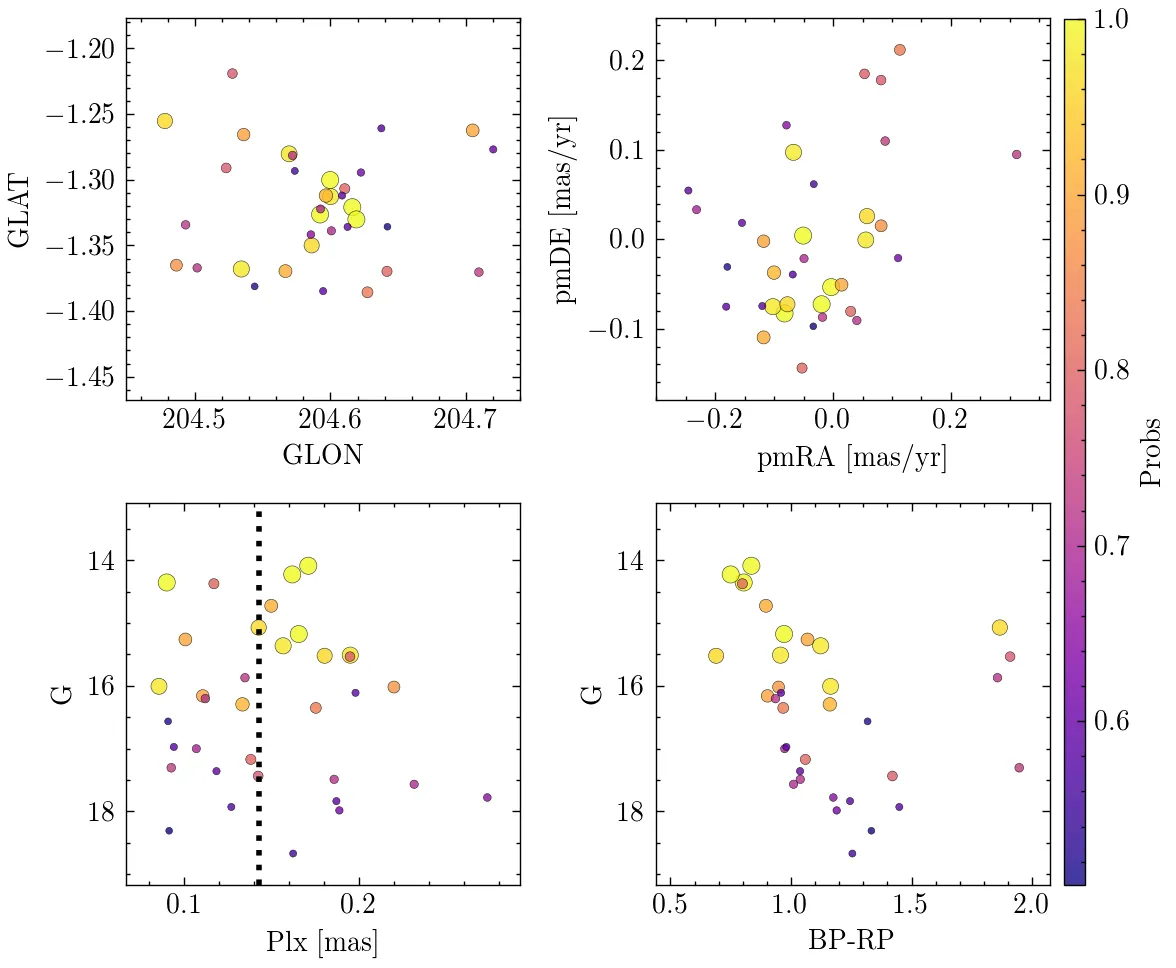 −1.20
−1.25
−1.30
−1.35
−1.40
−1.45
GLAT
204.5 204.6 204.7
GLON
0.2
0.1
0.0
−0.1
pmDE [mas/yr]
−0.2 0.0 0.2
pmRA [mas/yr]
14
16
18
G
0.1 0.2
Plx [mas]
14
16
18
G
0.5 1.0 1.5 2.0
BP-RP
1.0
0.9
0.8
0.7
0.6
Probs